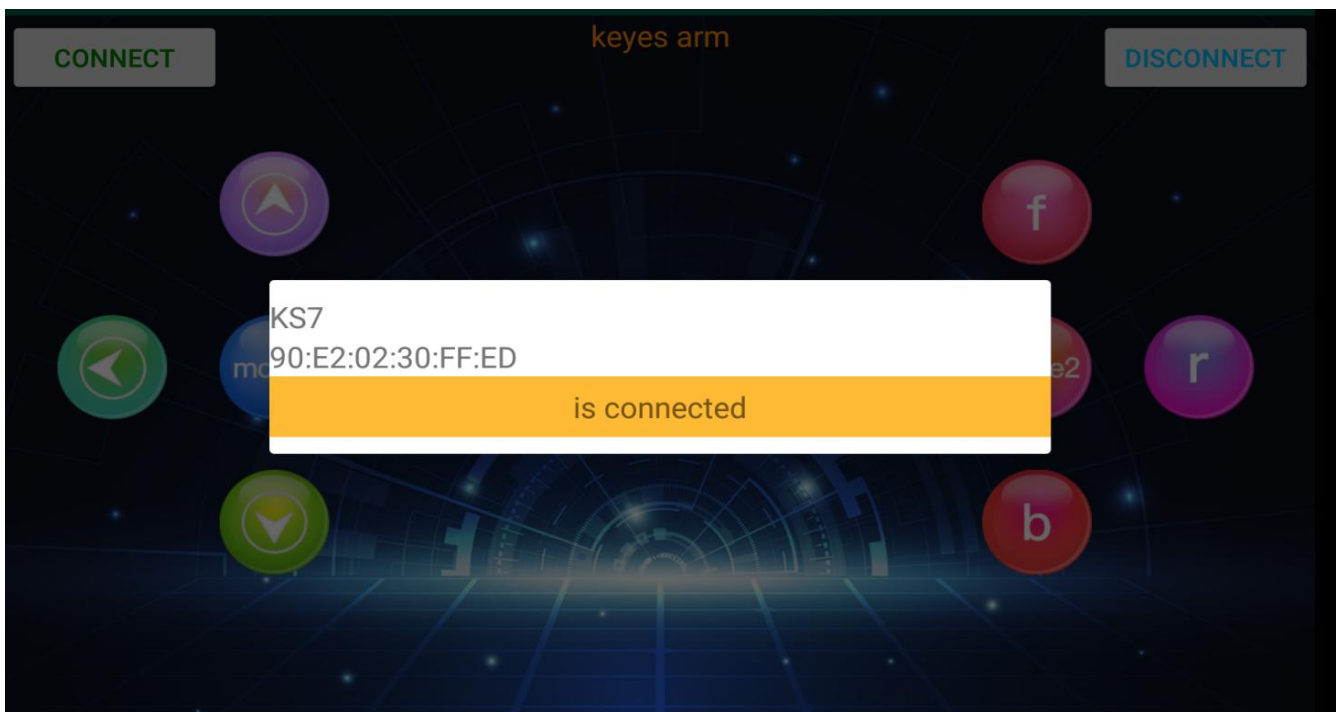 keyes arm
CONNECT
DISCONNECT
f
KS7
90:E2:02:30:FF:ED
r
is connected
b